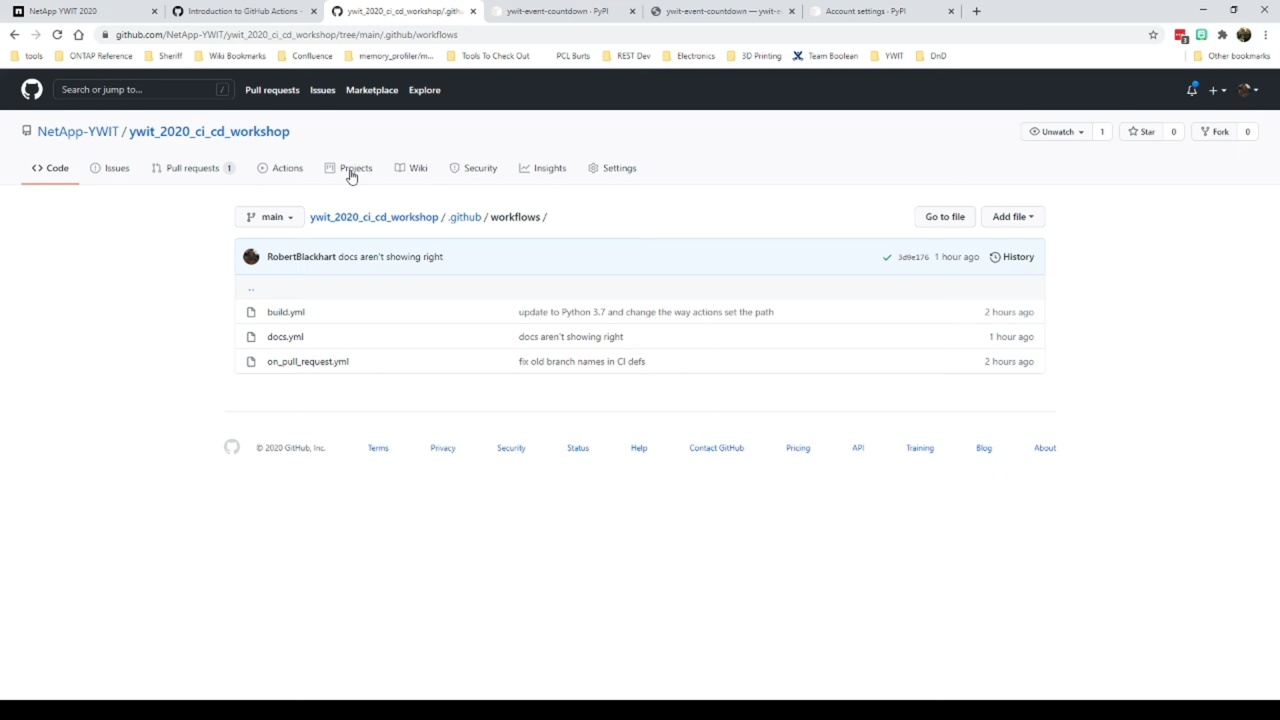 NetApp YWIT 2020
Introduction to GitHub Actions -
ywit_2020_ci_cd_workshop/.gith
ywit-event-countdown · PyPI
ywit-event-countdown — ywit-e
Account settings · PyPI
github.com/NetApp-YWIT/ywit_2020_ci_cd_workshop/tree/main/.github/workflows
tools ONTAP Reference Sheriff Wiki Bookmarks Confluence memory_profiler/m... Tools To Check Out PCL Burts REST Dev Electronics 3D Printing Team Boolean YWIT DnD Other bookmarks
Search or jump to... / Pull requests Issues Marketplace Explore
NetApp-YWIT / ywit_2020_ci_cd_workshop Unwatch 1 Star 0 Fork 0
<> Code Issues Pull requests 1 Actions Projects Wiki Security Insights Settings
main ywit_2020_ci_cd_workshop / .github / workflows / Go to file Add file
RobertBlackhart docs aren't showing right 3d9e176 1 hour ago History
..
build.yml update to Python 3.7 and change the way actions set the path 2 hours ago
docs.yml docs aren't showing right 1 hour ago
on_pull_request.yml fix old branch names in CI defs 2 hours ago
© 2020 GitHub, Inc. Terms Privacy Security Status Help Contact GitHub Pricing API Training Blog About